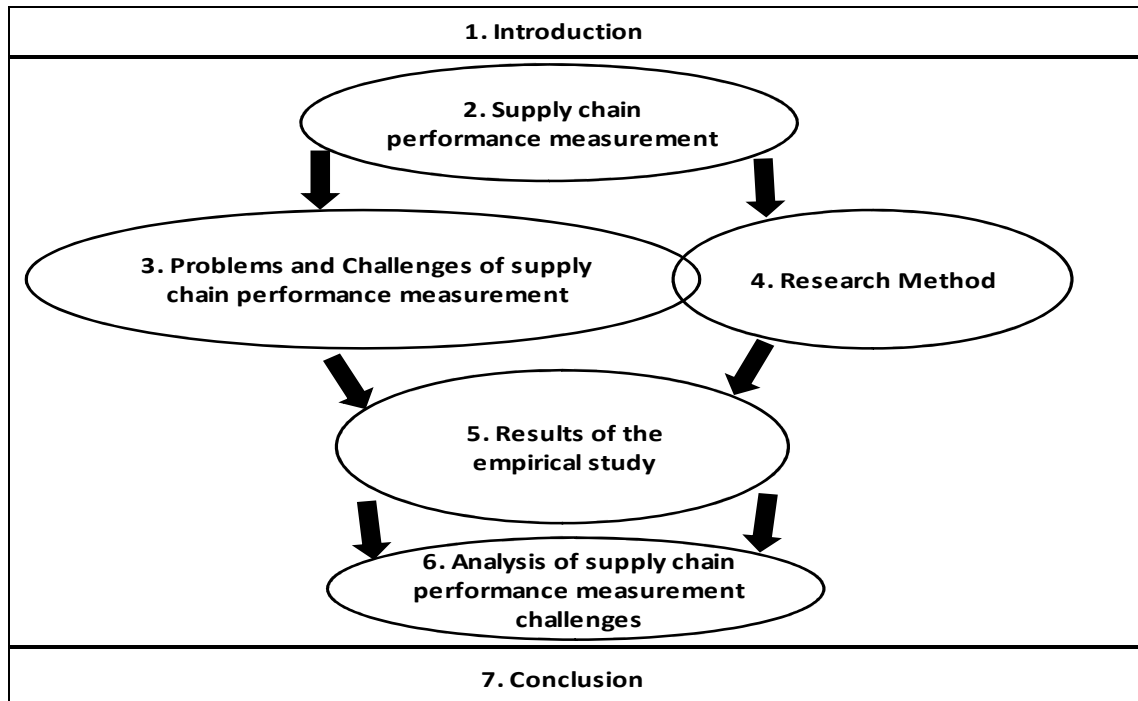 1. Introduction
2. Supply chain
performance measurement
3. Problems and Challenges of supply
chain performance measurement
4. Research Method
5. Results of the
empirical study
6. Analysis of supply chain
performance measurement
challenges
7. Conclusion